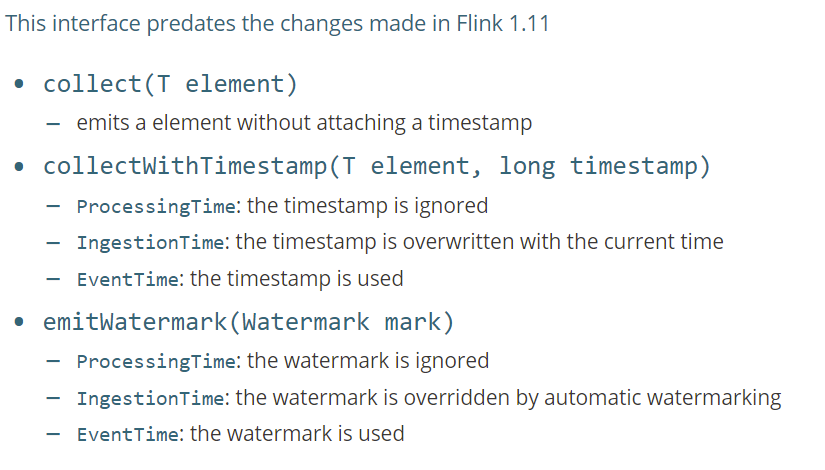 This interface predates the changes made in Flink 1.11
• collect(T element)
– emits a element without attaching a timestamp
• collectWithTimestamp(T element, long timestamp)
– ProcessingTime: the timestamp is ignored
– IngestionTime: the timestamp is overwritten with the current time
– EventTime: the timestamp is used
• emitWatermark(Watermark mark)
– ProcessingTime: the watermark is ignored
– IngestionTime: the watermark is overridden by automatic watermarking
– EventTime: the watermark is used